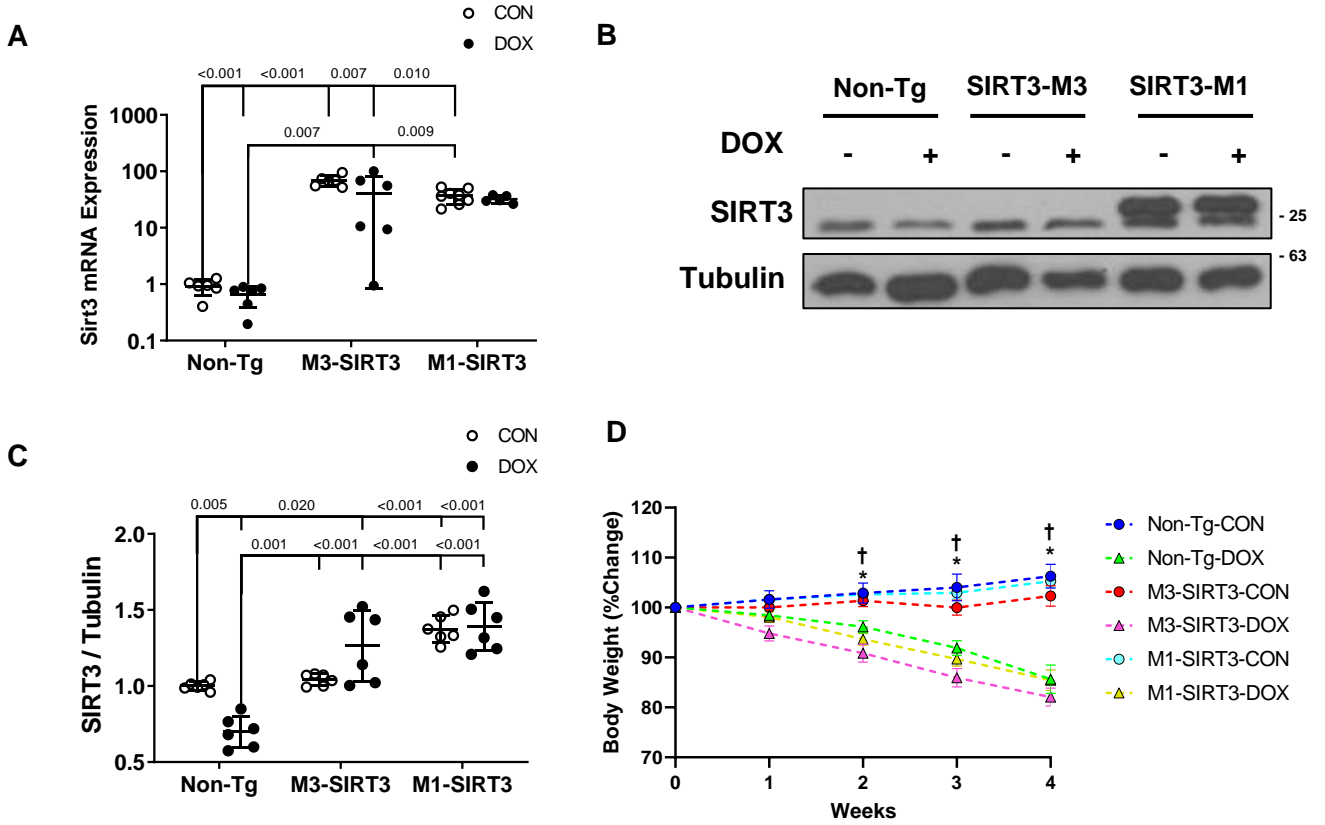 A
CON
DOX
<0.001 <0.001 0.007 0.010
0.007 0.009
Sirt3 mRNA Expression
1000
100
10
1
0.1
Non-Tg M3-SIRT3 M1-SIRT3
B
Non-Tg SIRT3-M3 SIRT3-M1
DOX - + - + - +
SIRT3 - 25
- 63
Tubulin
C
CON
DOX
0.005 0.020 <0.001 <0.001
0.001 <0.001 <0.001 <0.001
SIRT3 / Tubulin
2.0
1.5
1.0
0.5
Non-Tg M3-SIRT3 M1-SIRT3
D
Body Weight (%Change)
120
110
100
90
80
70
† † †
* * *
0 1 2 3 4
Weeks
Non-Tg-CON
Non-Tg-DOX
M3-SIRT3-CON
M3-SIRT3-DOX
M1-SIRT3-CON
M1-SIRT3-DOX